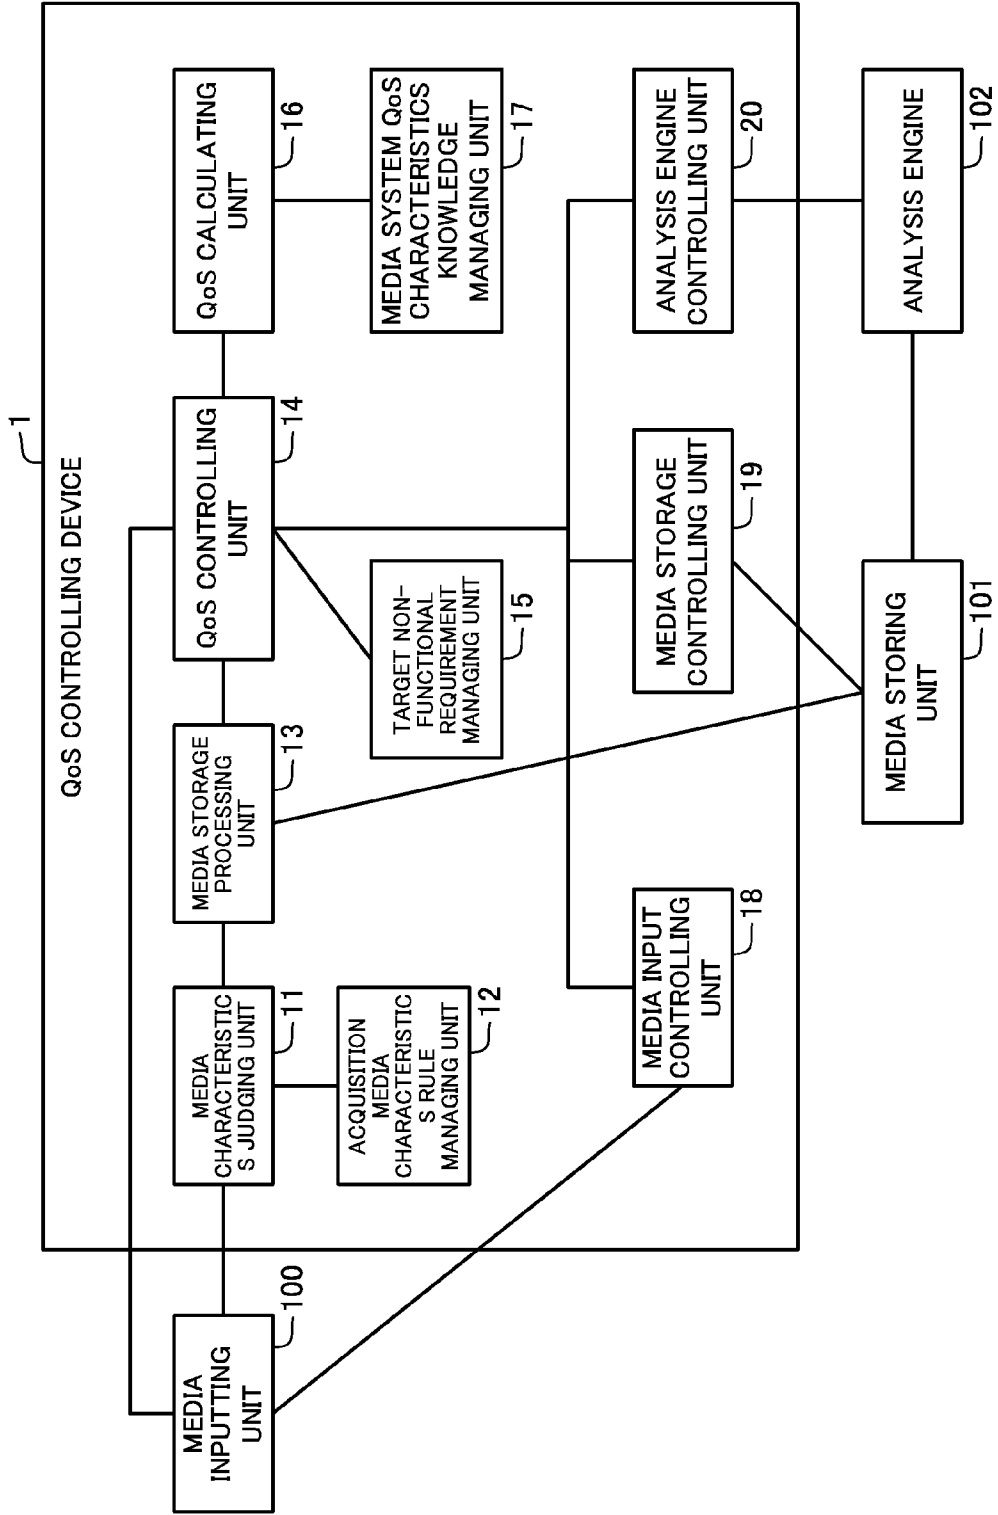 1
QoS CONTROLLING DEVICE
MEDIA
INPUTTING
UNIT
100
MEDIA
CHARACTERISTIC
S JUDGING UNIT
11
MEDIA STORAGE
PROCESSING
UNIT
13
QoS CONTROLLING
UNIT
14
QoS CALCULATING
UNIT
16
ACQUISITION
MEDIA
CHARACTERISTIC
S RULE
MANAGING UNIT
12
TARGET NON-
FUNCTIONAL
REQUIREMENT
MANAGING UNIT
15
MEDIA SYSTEM QoS
CHARACTERISTICS
KNOWLEDGE
MANAGING UNIT
17
MEDIA INPUT
CONTROLLING
UNIT
18
MEDIA STORAGE
CONTROLLING UNIT
19
ANALYSIS ENGINE
CONTROLLING UNIT
20
MEDIA STORING
UNIT
101
ANALYSIS ENGINE
102